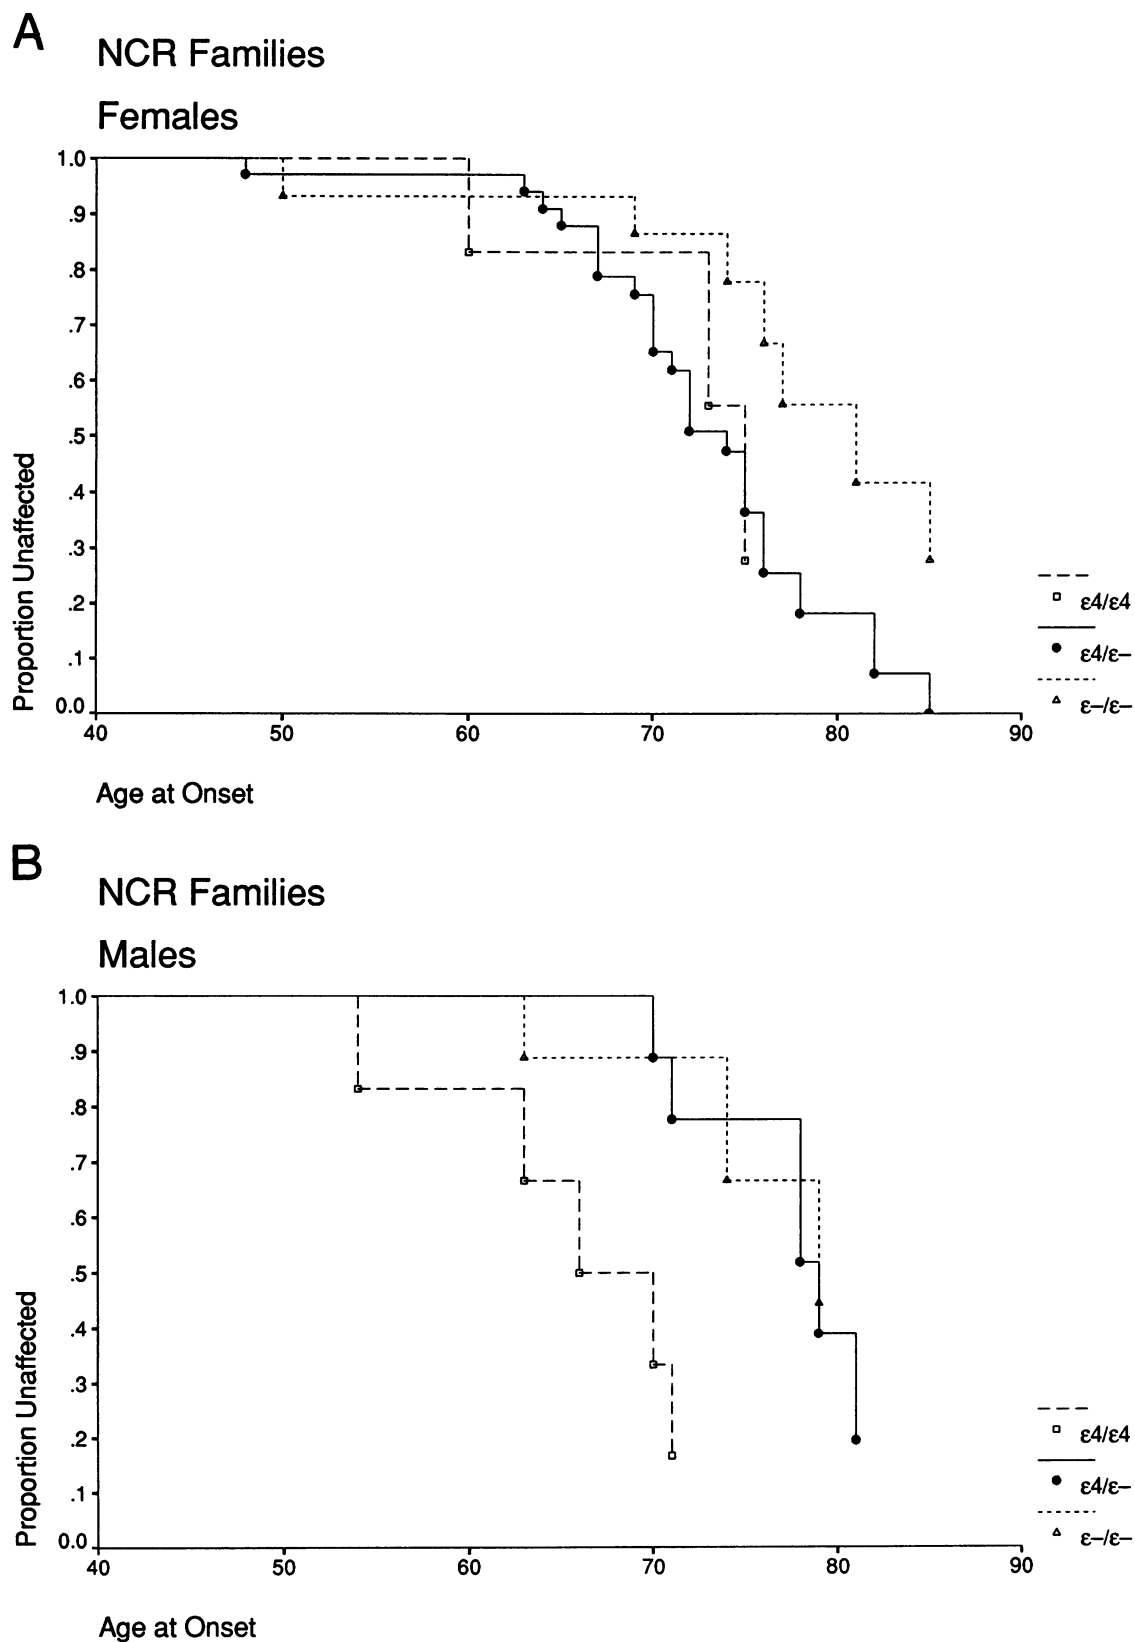 A
NCR Families
Females
1.0
.9
.8
.7
.6
.5
.4
.3
.2
.1
0.0
Proportion Unaffected
40 50 60 70 80 90
Age at Onset
ε4/ε4
ε4/ε–
ε–/ε–
B
NCR Families
Males
1.0
.9
.8
.7
.6
.5
.4
.3
.2
.1
0.0
Proportion Unaffected
40 50 60 70 80 90
Age at Onset
ε4/ε4
ε4/ε–
ε–/ε–